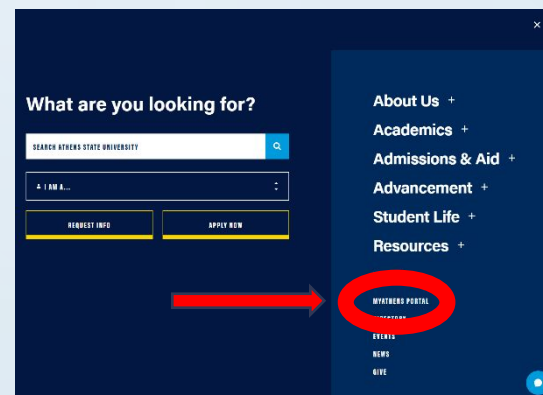 What are you looking for?
SEARCH ATHENS STATE UNIVERSITY
I AM A...
REQUEST INFO
APPLY NOW
About Us +
Academics +
Admissions & Aid +
Advancement +
Student Life +
Resources +
MYATHENS PORTAL
DIRECTORY
EVENTS
NEWS
GIVE